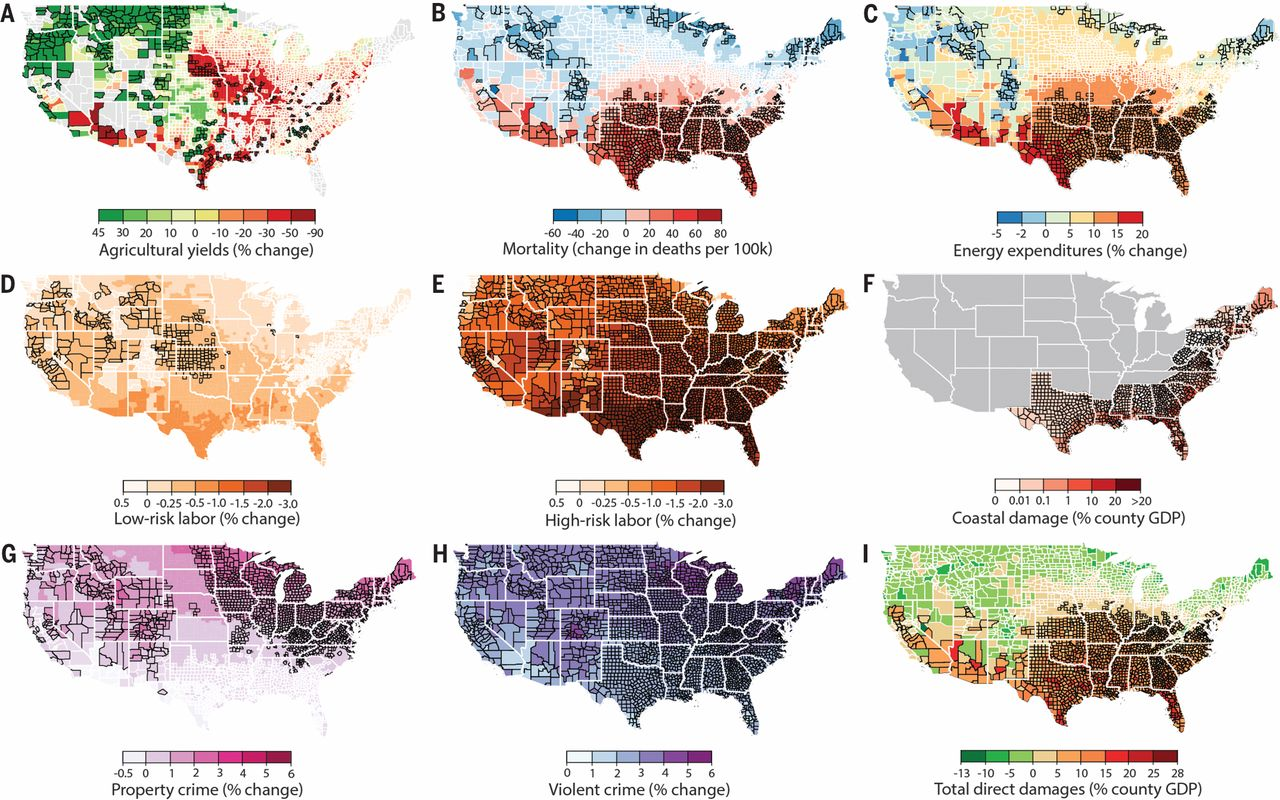 A
B
C
45 30 20 10 0 -10 -20 -30 -50 -90
Agricultural yields (% change)
-60 -40 -20 0 20 40 60 80
Mortality (change in deaths per 100k)
-5 -2 0 5 10 15 20
Energy expenditures (% change)
D
E
F
0.5 0 -0.25 -0.5 -1.0 -1.5 -2.0 -3.0
Low-risk labor (% change)
0.5 0 -0.25 -0.5 -1.0 -1.5 -2.0 -3.0
High-risk labor (% change)
0 0.01 0.1 1 10 20 >20
Coastal damage (% county GDP)
G
H
I
-0.5 0 1 2 3 4 5 6
Property crime (% change)
0 1 2 3 4 5 6
Violent crime (% change)
-13 -10 -5 0 5 10 15 20 25 28
Total direct damages (% county GDP)